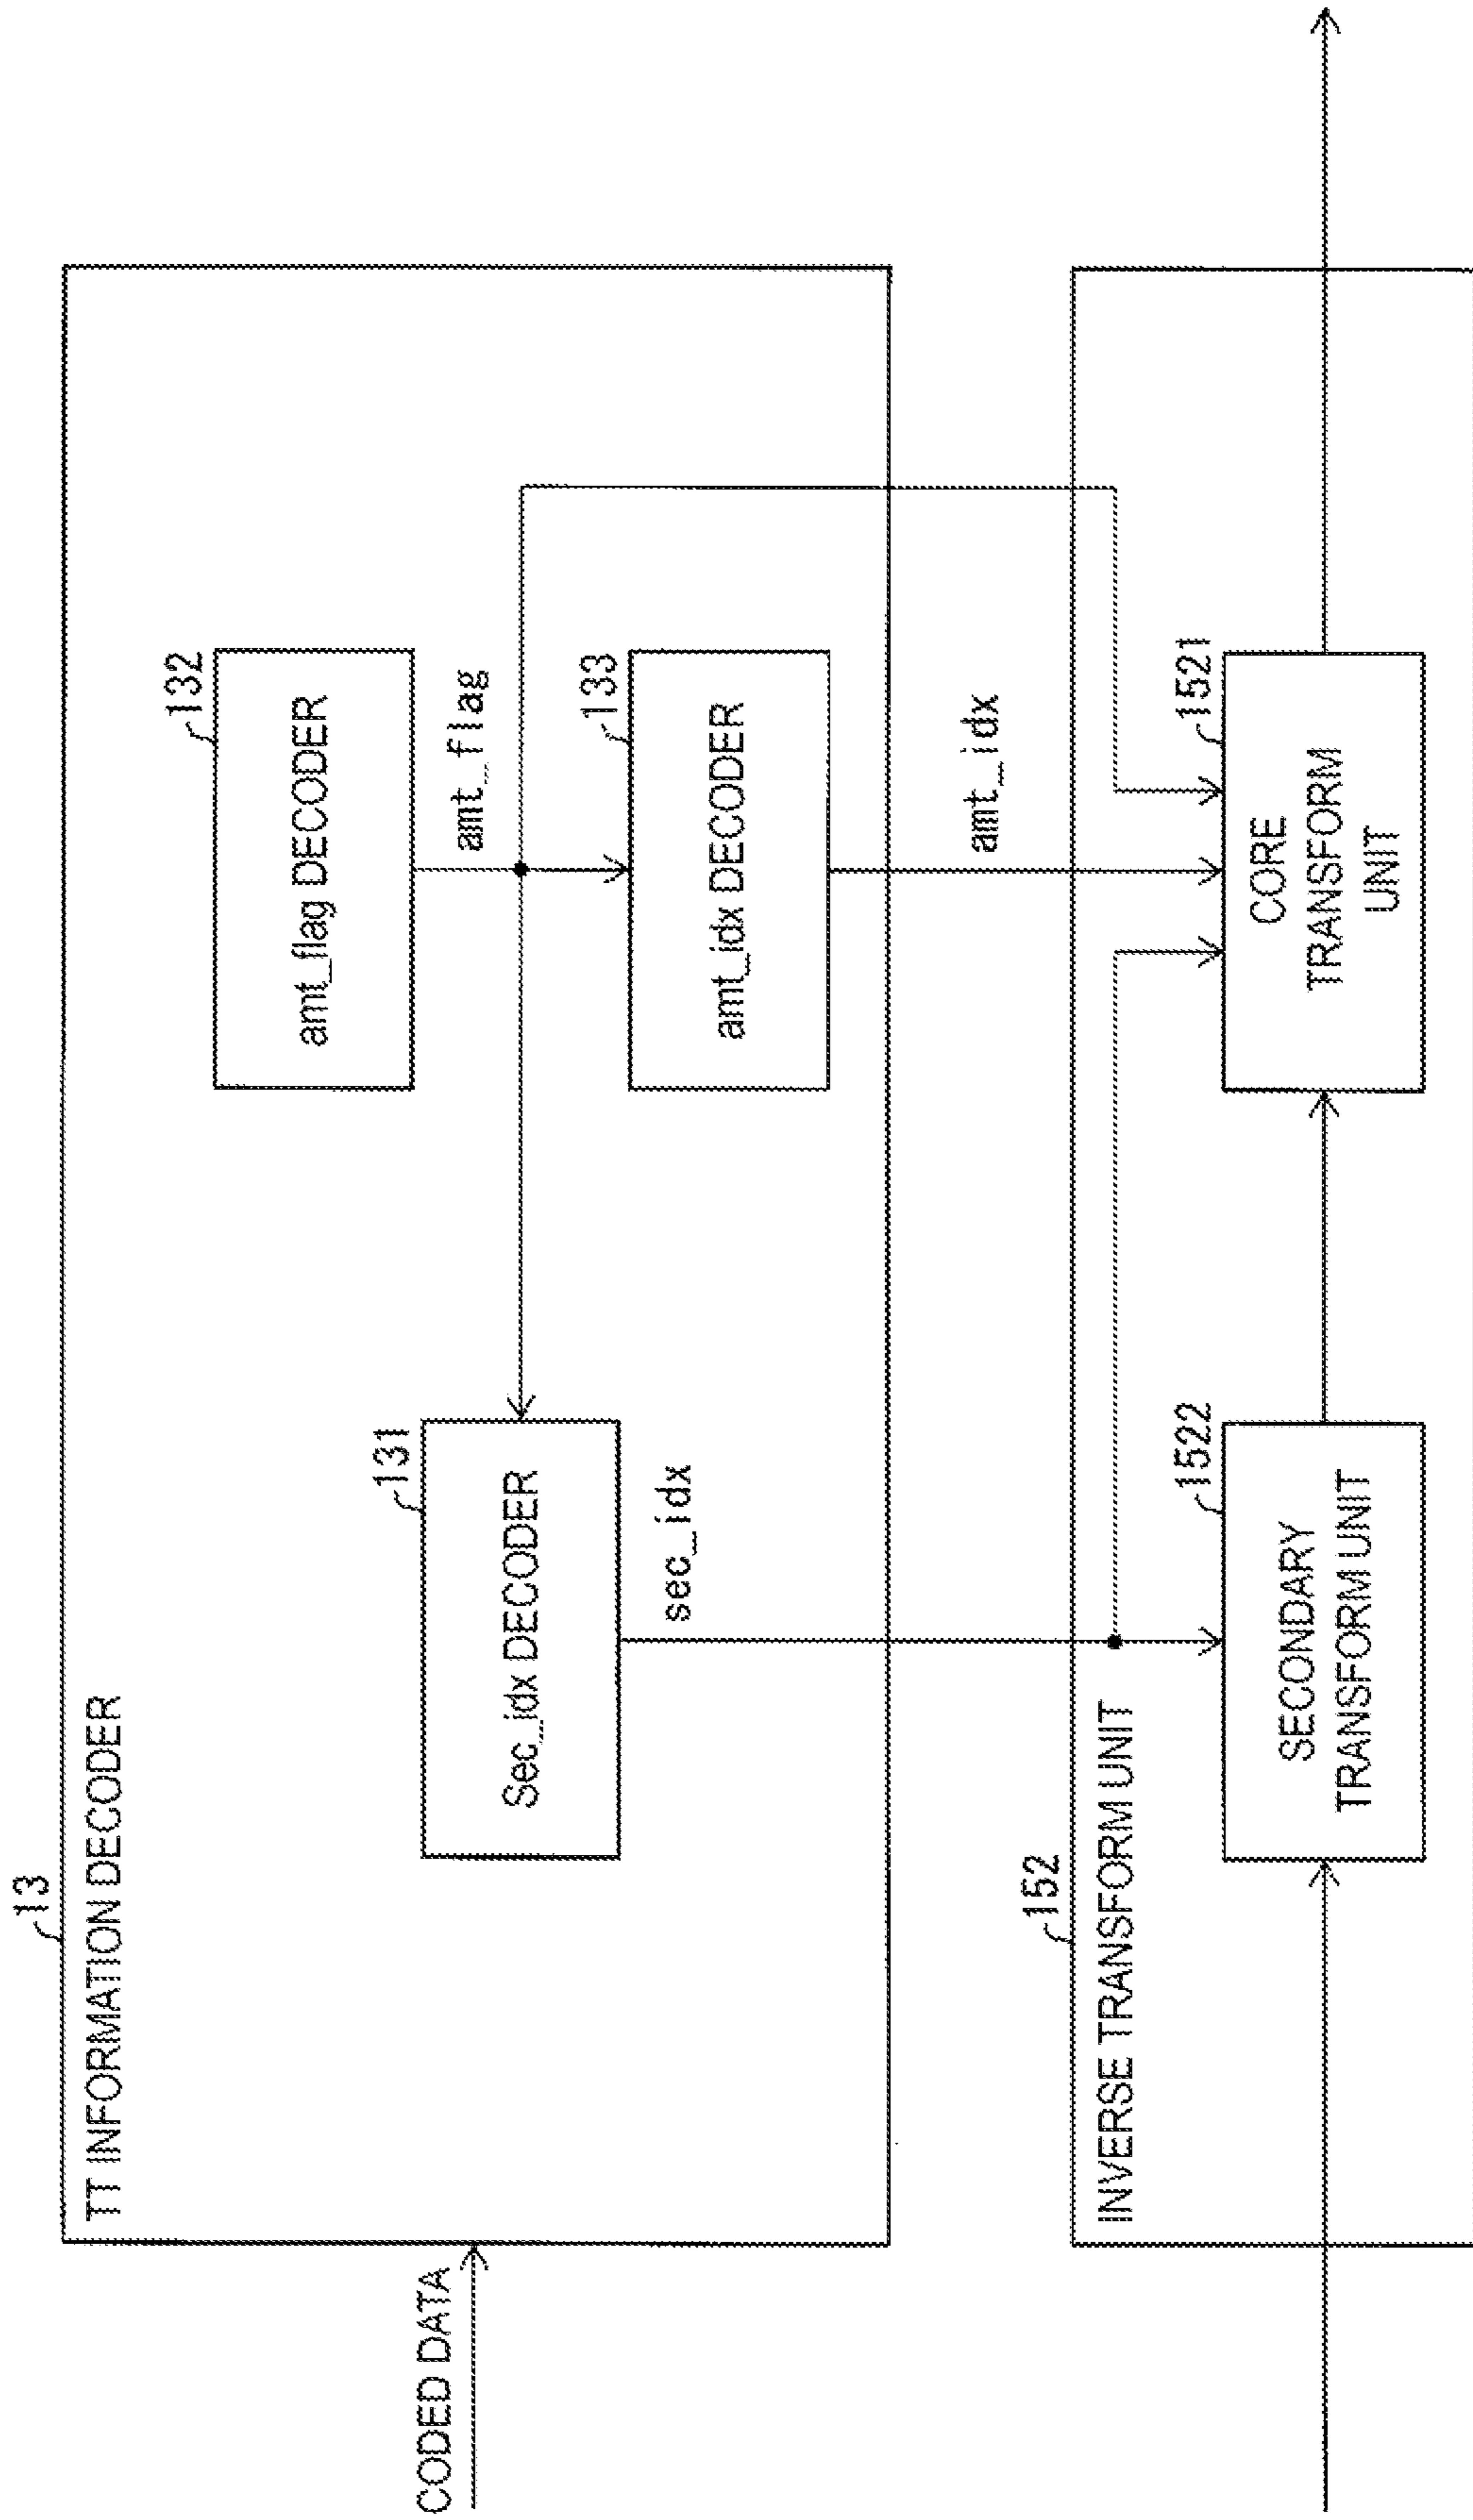 13
TT INFORMATION DECODER
CODED DATA
132
amt_flag DECODER
amt_flag
131
Sec_idx DECODER
133
amt_idx DECODER
sec_idx
amt_idx
152
INVERSE TRANSFORM UNIT
1522
SECONDARY
TRANSFORM UNIT
1521
CORE
TRANSFORM
UNIT